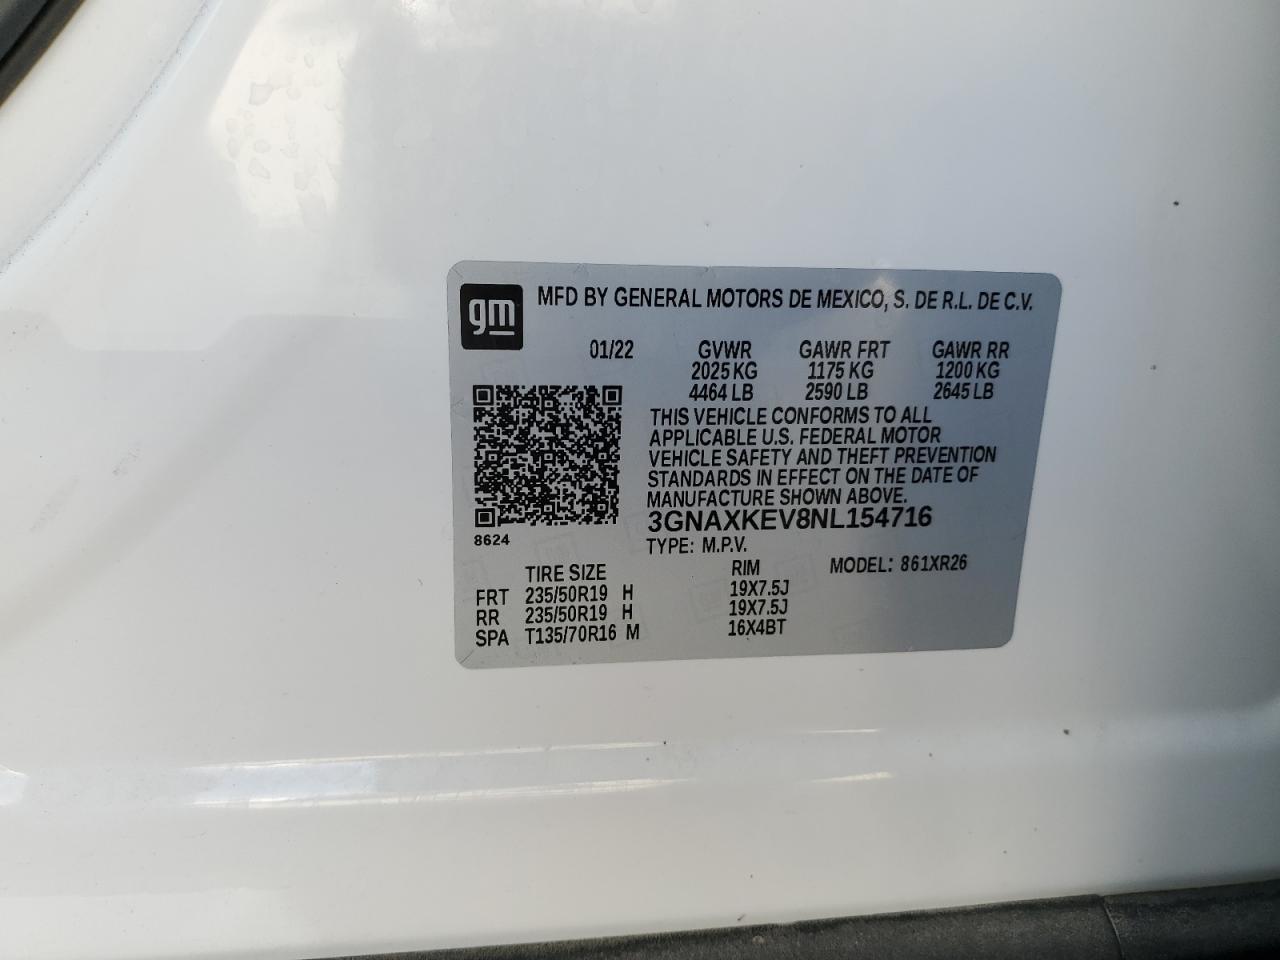 gm MFD BY GENERAL MOTORS DE MEXICO, S. DE R.L. DE C.V.
01/22 GVWR GAWR FRT GAWR RR
2025 KG 1175 KG 1200 KG
4464 LB 2590 LB 2645 LB
THIS VEHICLE CONFORMS TO ALL
APPLICABLE U.S. FEDERAL MOTOR
VEHICLE SAFETY AND THEFT PREVENTION
STANDARDS IN EFFECT ON THE DATE OF
MANUFACTURE SHOWN ABOVE.
3GNAXKEV8NL154716
8624
TYPE: M.P.V.
MODEL: 861XR26
TIRE SIZE RIM
FRT 235/50R19 H 19X7.5J
RR 235/50R19 H 19X7.5J
SPA T135/70R16 M 16X4BT